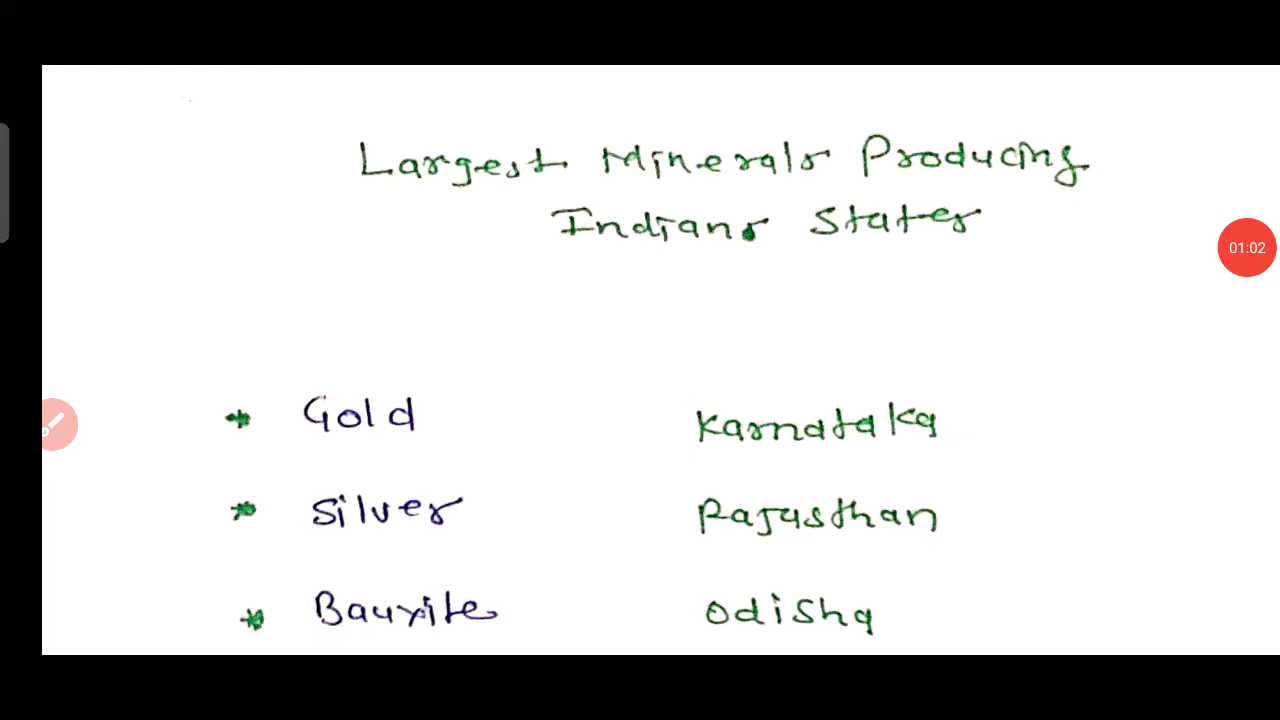 Largest Minerals Producing
Indians States
01:02
Gold Karnataka
Silver Rajasthan
Bauxite Odisha